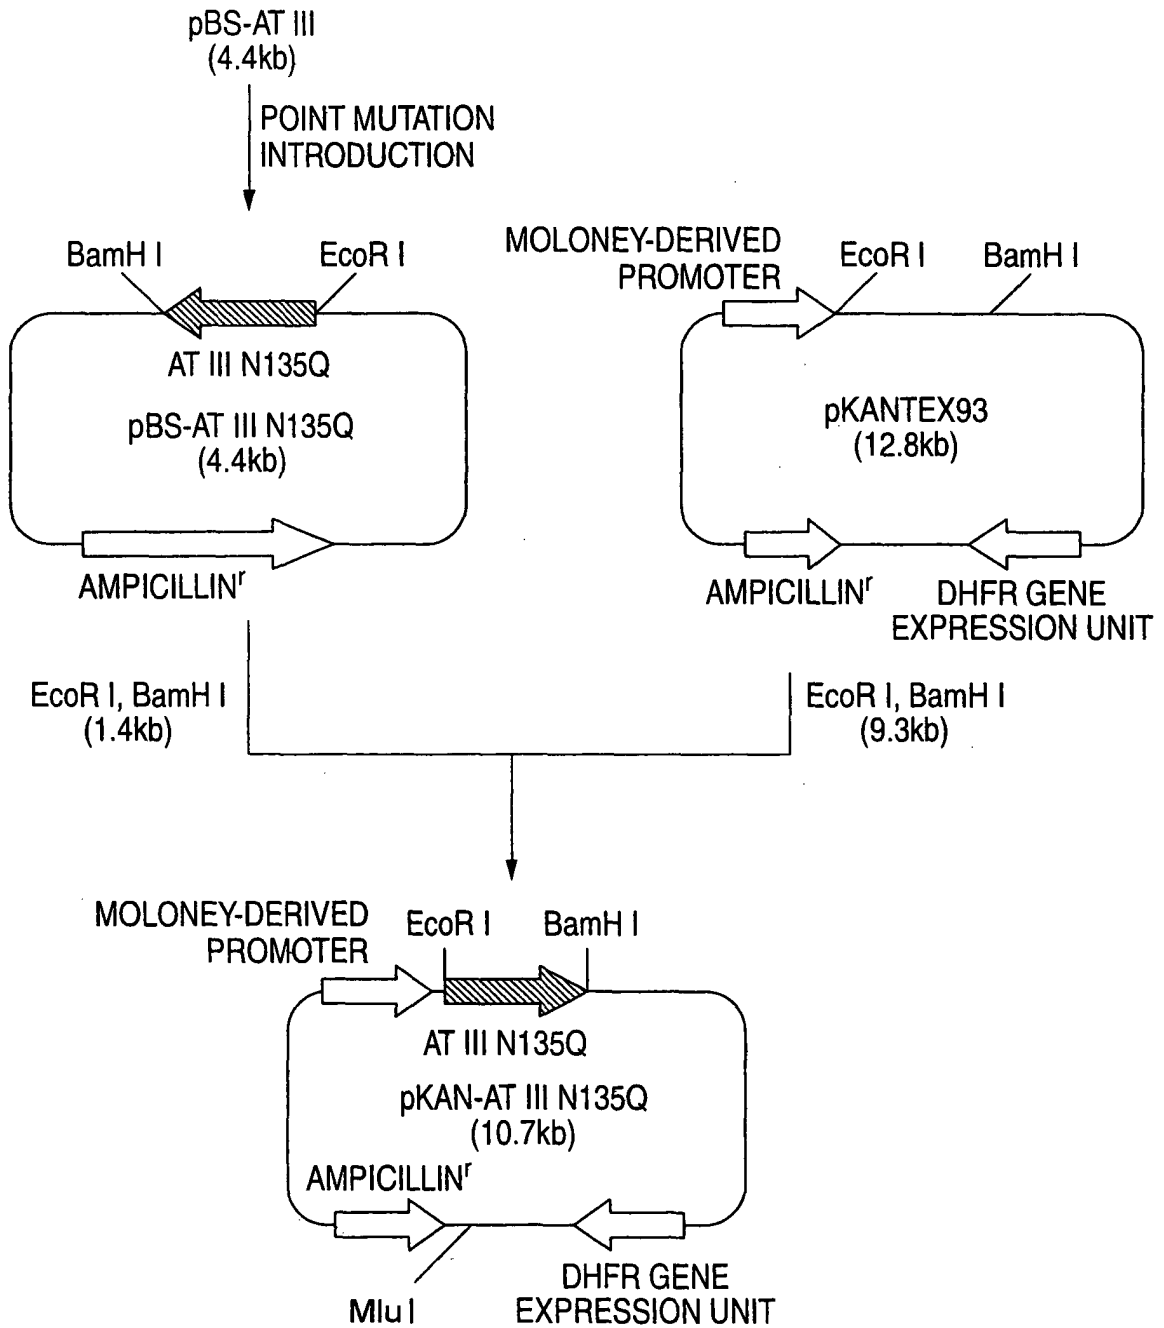 pBS-AT III
(4.4kb)
POINT MUTATION
INTRODUCTION
BamH I
EcoR I
AT III N135Q
pBS-AT III N135Q
(4.4kb)
AMPICILLINʳ
MOLONEY-DERIVED
PROMOTER
EcoR I
BamH I
pKANTEX93
(12.8kb)
AMPICILLINʳ
DHFR GENE
EXPRESSION UNIT
EcoR I, BamH I
(1.4kb)
EcoR I, BamH I
(9.3kb)
MOLONEY-DERIVED
PROMOTER
EcoR I
BamH I
AT III N135Q
pKAN-AT III N135Q
(10.7kb)
AMPICILLINʳ
Mlu I
DHFR GENE
EXPRESSION UNIT